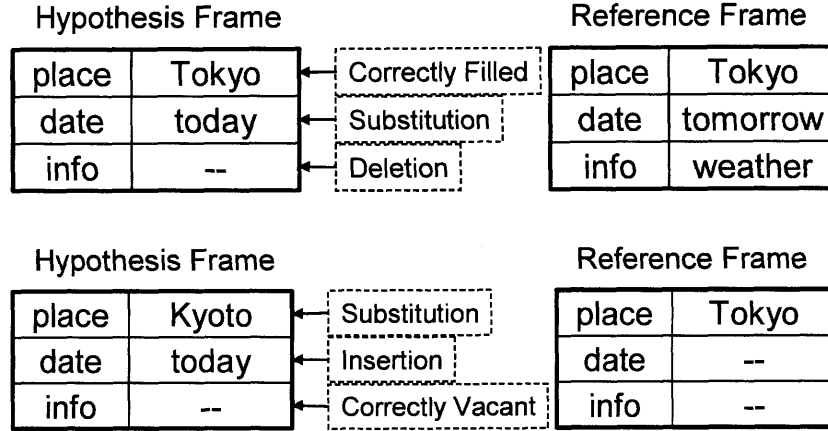 Hypothesis Frame Reference Frame
place Tokyo Correctly Filled place Tokyo
date today Substitution date tomorrow
info -- Deletion info weather
Hypothesis Frame Reference Frame
place Kyoto Substitution place Tokyo
date today Insertion date --
info -- Correctly Vacant info --